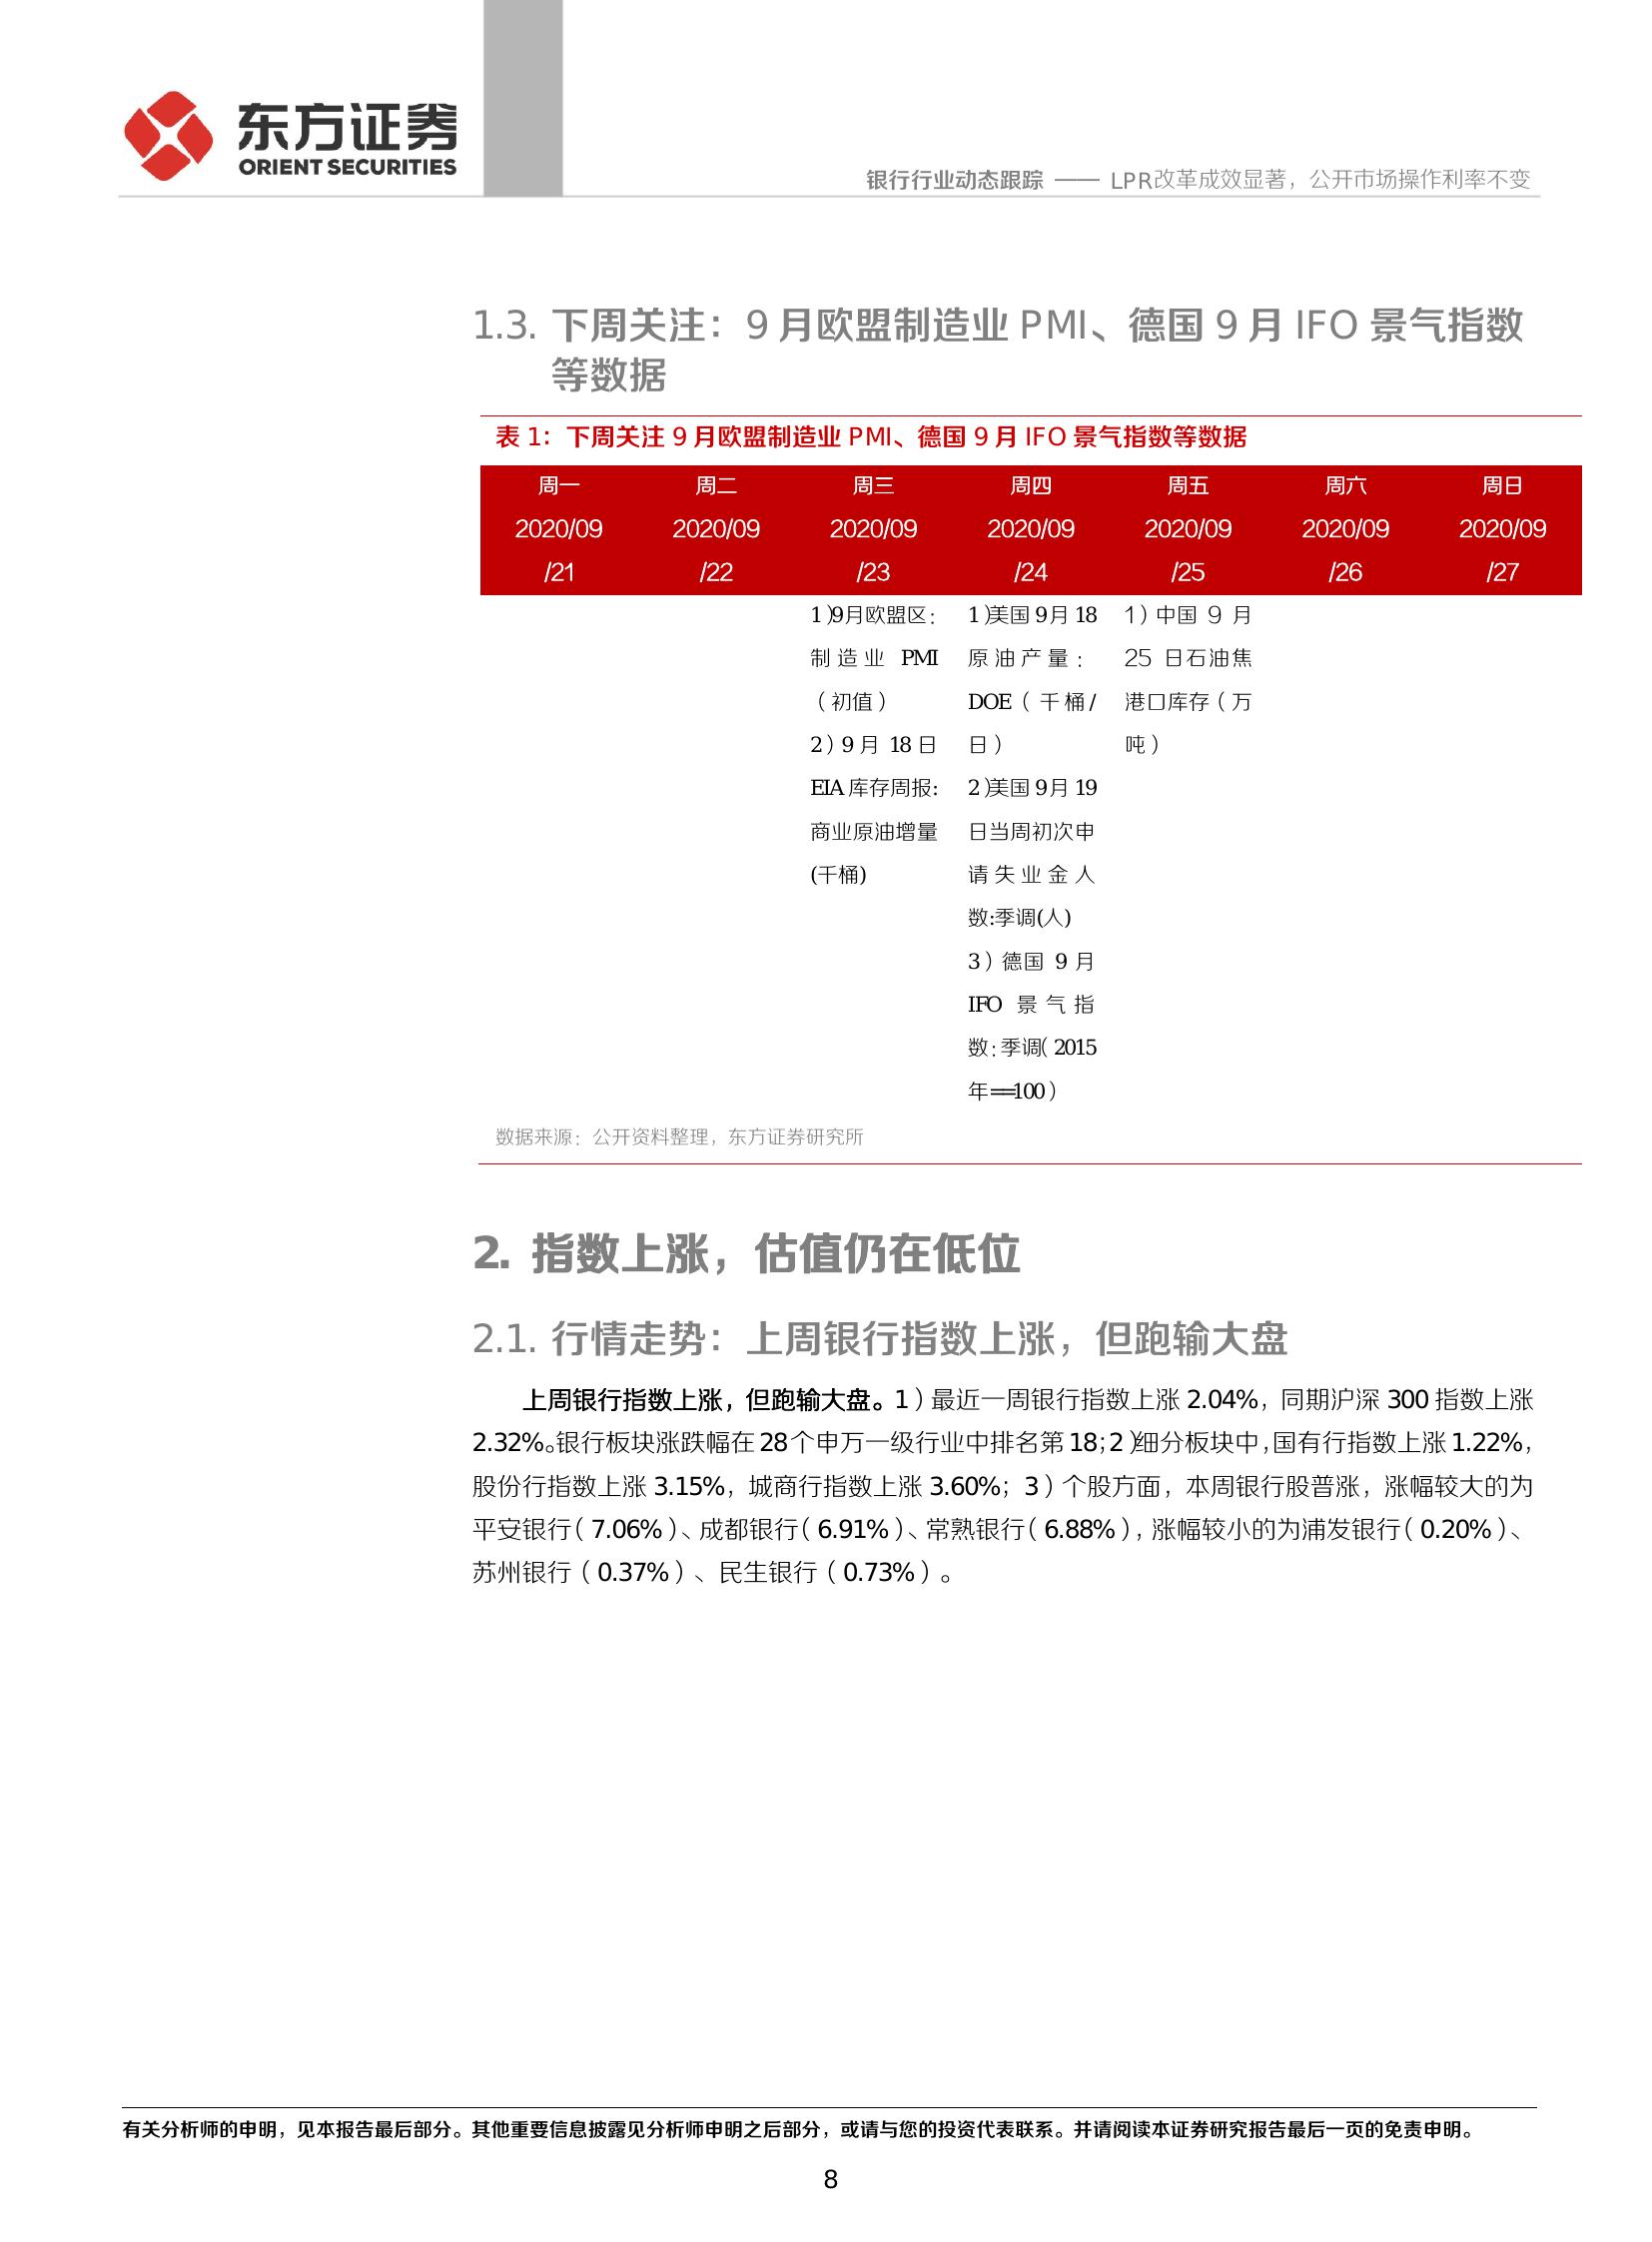 东方证券
ORIENT SECURITIES
银行行业动态跟踪 —— LPR改革成效显著，公开市场操作利率不变
1.3. 下周关注：9 月欧盟制造业 PMI、德国 9 月 IFO 景气指数
等数据
表 1：下周关注 9 月欧盟制造业 PMI、德国 9 月 IFO 景气指数等数据
周一 周二 周三 周四 周五 周六 周日
2020/09 2020/09 2020/09 2020/09 2020/09 2020/09 2020/09
/21 /22 /23 /24 /25 /26 /27
1）9月欧盟区：
制造业 PMI
（初值）
2）9 月 18 日
EIA 库存周报:
商业原油增量
(千桶)
1）美国 9月 18
原油产量：
DOE（千桶/
日）
2）美国 9月 19
日当周初次申
请失业金人
数:季调(人)
3）德国 9 月
IFO 景气指
数：季调（2015
年==100）
1）中国 9 月
25 日石油焦
港口库存（万
吨）
数据来源：公开资料整理，东方证券研究所
2. 指数上涨，估值仍在低位
2.1. 行情走势：上周银行指数上涨，但跑输大盘
上周银行指数上涨，但跑输大盘。1）最近一周银行指数上涨 2.04%，同期沪深 300 指数上涨
2.32%。银行板块涨跌幅在 28 个申万一级行业中排名第 18；2）细分板块中，国有行指数上涨 1.22%，
股份行指数上涨 3.15%，城商行指数上涨 3.60%；3）个股方面，本周银行股普涨，涨幅较大的为
平安银行（7.06%）、成都银行（6.91%）、常熟银行（6.88%），涨幅较小的为浦发银行（0.20%）、
苏州银行（0.37%）、民生银行（0.73%）。
有关分析师的申明，见本报告最后部分。其他重要信息披露见分析师申明之后部分，或请与您的投资代表联系。并请阅读本证券研究报告最后一页的免责申明。
8